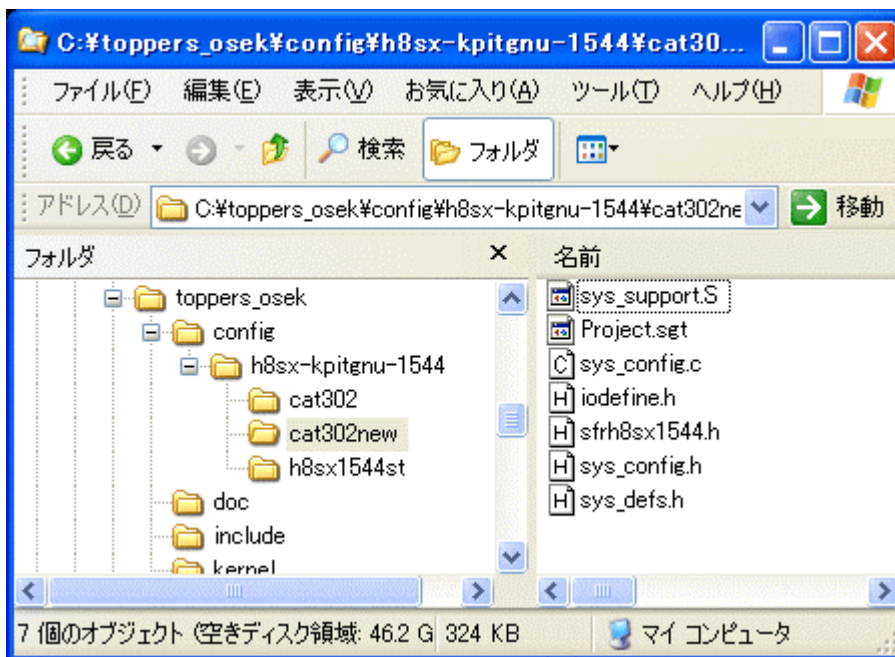 C:¥toppers_osek¥config¥h8sx-kpitgnu-1544¥cat30...
ファイル(F) 編集(E) 表示(V) お気に入り(A) ツール(T) ヘルプ(H)
戻る 検索 フォルダ
アドレス(D) C:¥toppers_osek¥config¥h8sx-kpitgnu-1544¥cat302ne 移動
フォルダ × 名前
toppers_osek
config
h8sx-kpitgnu-1544
cat302
cat302new
h8sx1544st
doc
include
kernel
sys_support.S
Project.sgt
sys_config.c
iodefine.h
sfrh8sx1544.h
sys_config.h
sys_defs.h
7 個のオブジェクト (空きディスク領域: 46.2 G 324 KB マイ コンピュータ